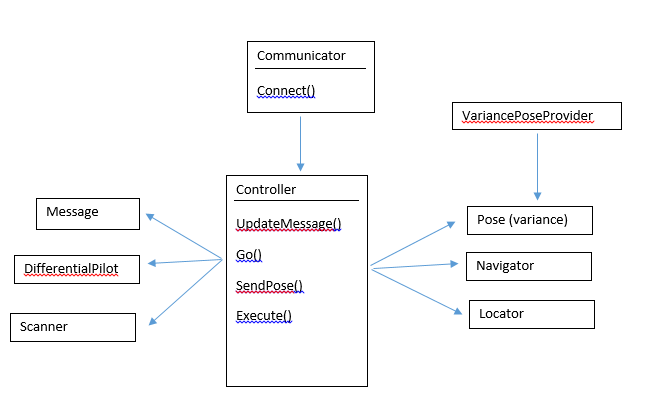 Communicator
Connect()
VariancePoseProvider
Controller
UpdateMessage()
Go()
SendPose()
Execute()
Message
DifferentialPilot
Scanner
Pose (variance)
Navigator
Locator